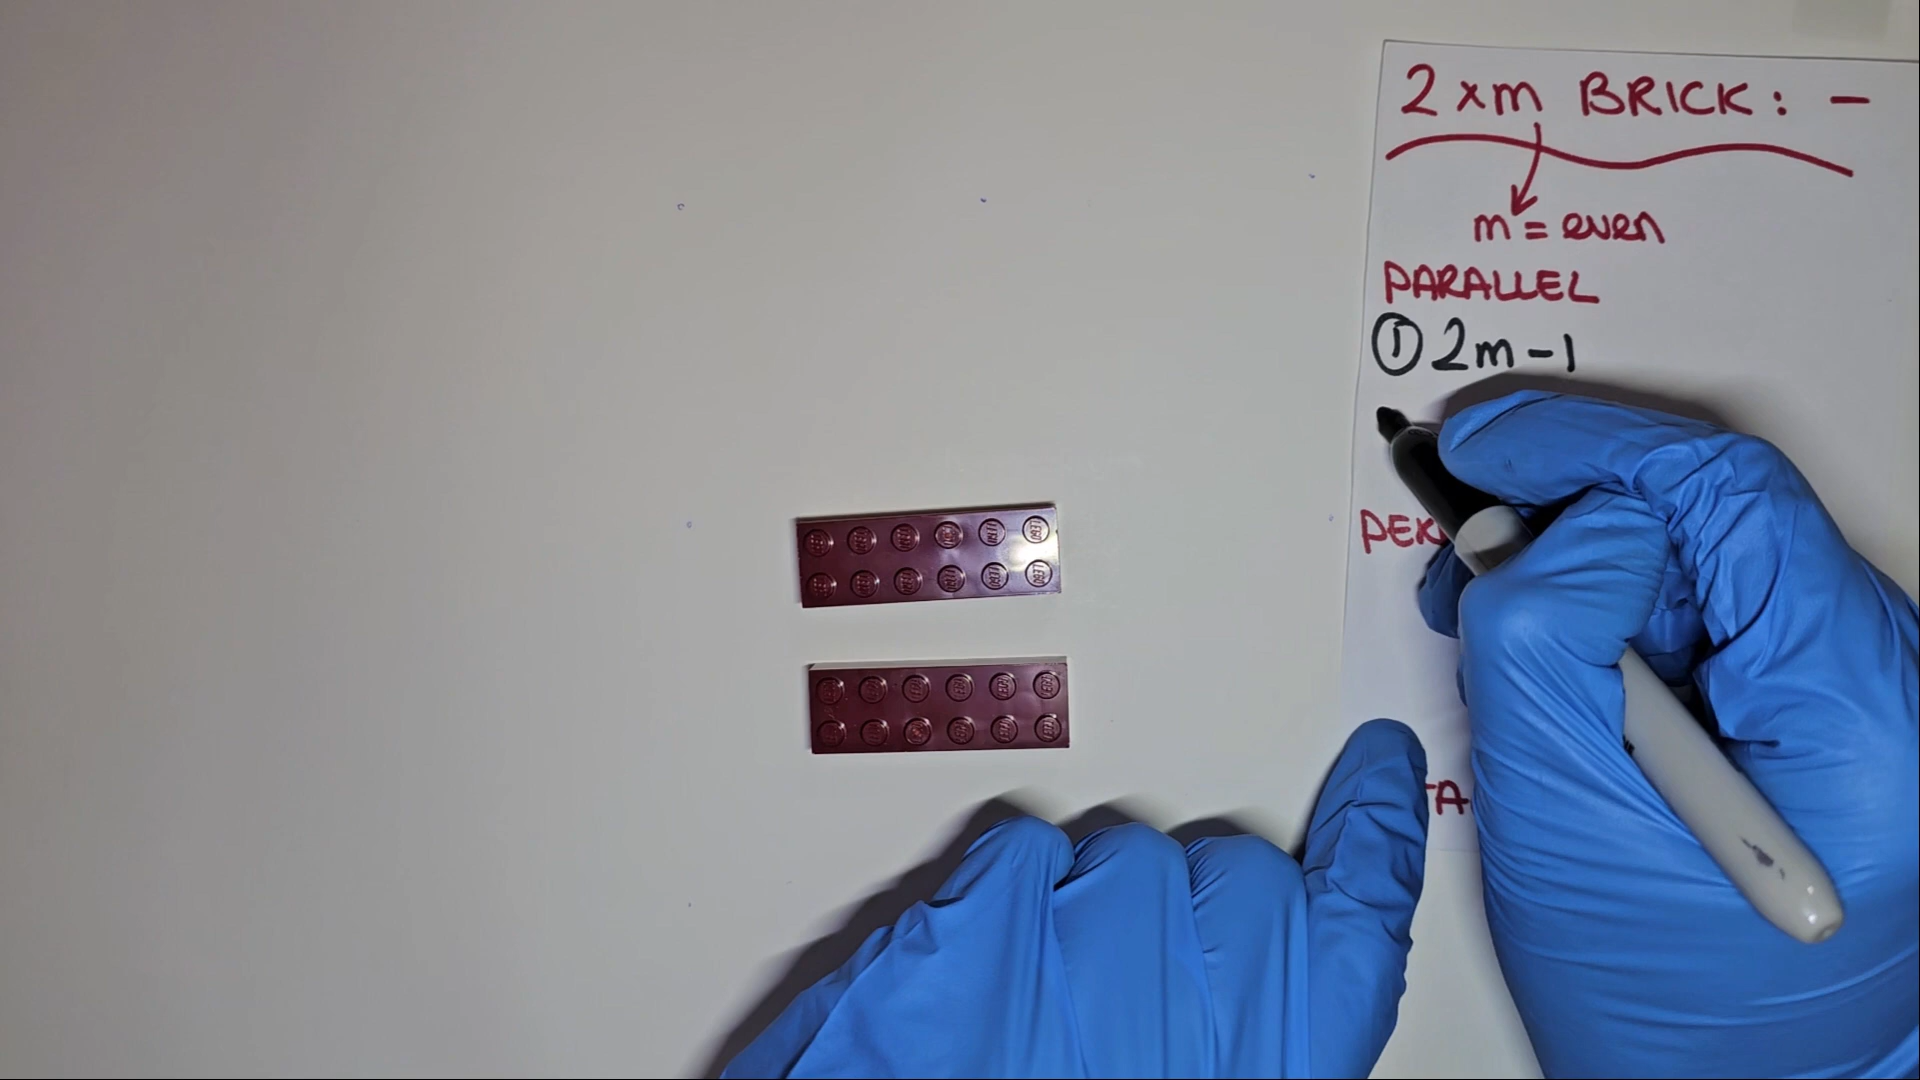 2 x m BRICK: -
m = even
PARALLEL
① 2m - 1